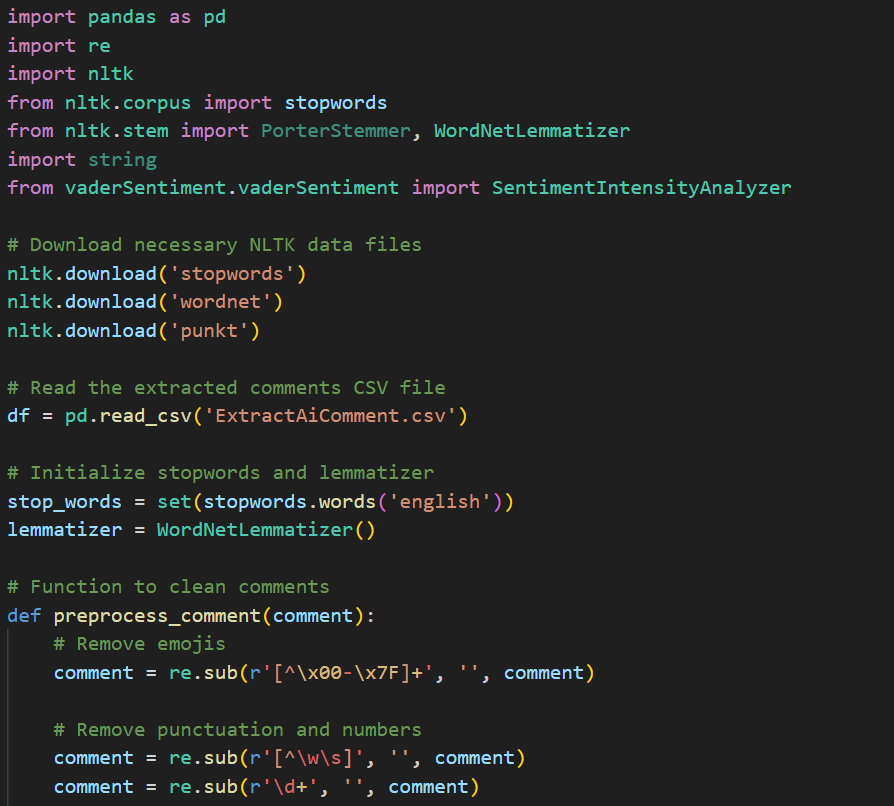 import pandas as pd
import re
import nltk
from nltk.corpus import stopwords
from nltk.stem import PorterStemmer, WordNetLemmatizer
import string
from vaderSentiment.vaderSentiment import SentimentIntensityAnalyzer

# Download necessary NLTK data files
nltk.download('stopwords')
nltk.download('wordnet')
nltk.download('punkt')

# Read the extracted comments CSV file
df = pd.read_csv('ExtractAiComment.csv')

# Initialize stopwords and lemmatizer
stop_words = set(stopwords.words('english'))
lemmatizer = WordNetLemmatizer()

# Function to clean comments
def preprocess_comment(comment):
    # Remove emojis
    comment = re.sub(r'[^\x00-\x7F]+', '', comment)

    # Remove punctuation and numbers
    comment = re.sub(r'[^\w\s]', '', comment)
    comment = re.sub(r'\d+', '', comment)